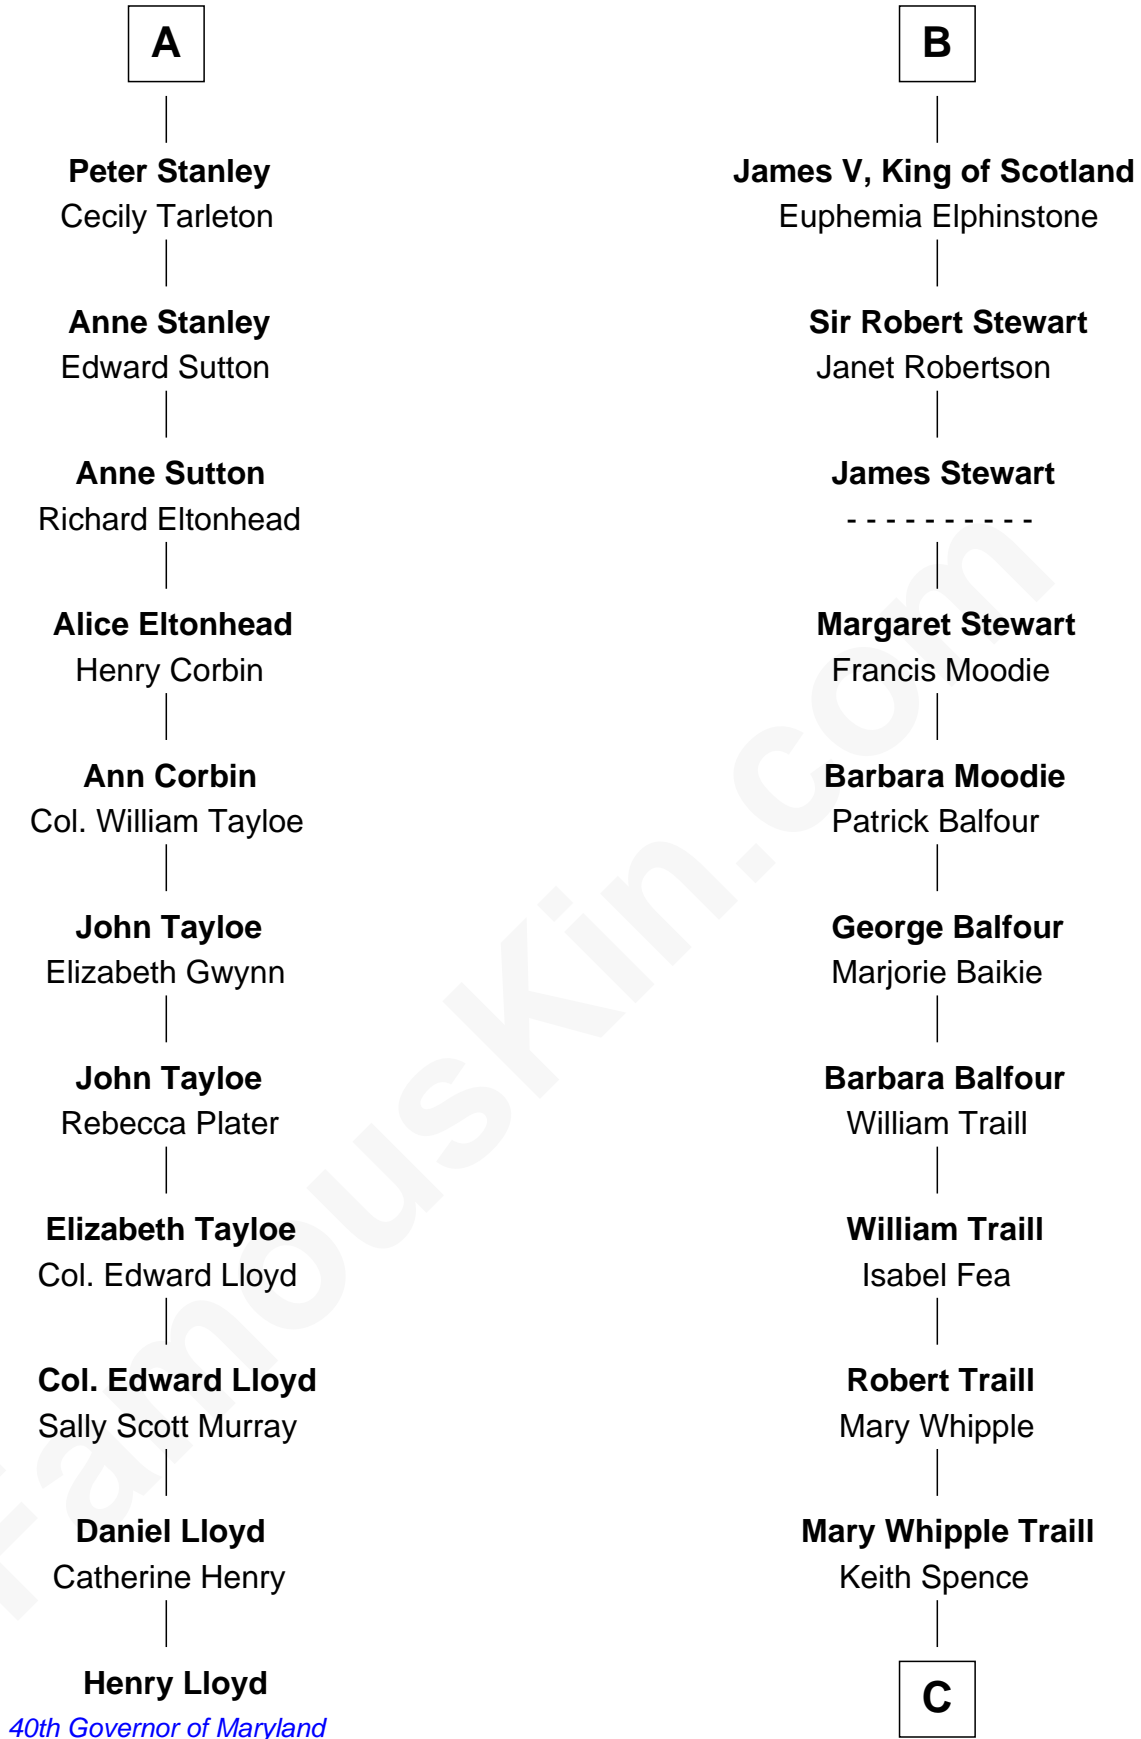 A
Peter Stanley
Cecily Tarleton
Anne Stanley
Edward Sutton
Anne Sutton
Richard Eltonhead
Alice Eltonhead
Henry Corbin
Ann Corbin
Col. William Tayloe
John Tayloe
Elizabeth Gwynn
John Tayloe
Rebecca Plater
Elizabeth Tayloe
Col. Edward Lloyd
Col. Edward Lloyd
Sally Scott Murray
Daniel Lloyd
Catherine Henry
Henry Lloyd
40th Governor of Maryland
B
James V, King of Scotland
Euphemia Elphinstone
Sir Robert Stewart
Janet Robertson
James Stewart
- - - - - - - - - -
Margaret Stewart
Francis Moodie
Barbara Moodie
Patrick Balfour
George Balfour
Marjorie Baikie
Barbara Balfour
William Traill
William Traill
Isabel Fea
Robert Traill
Mary Whipple
Mary Whipple Traill
Keith Spence
C
FamousKin.com